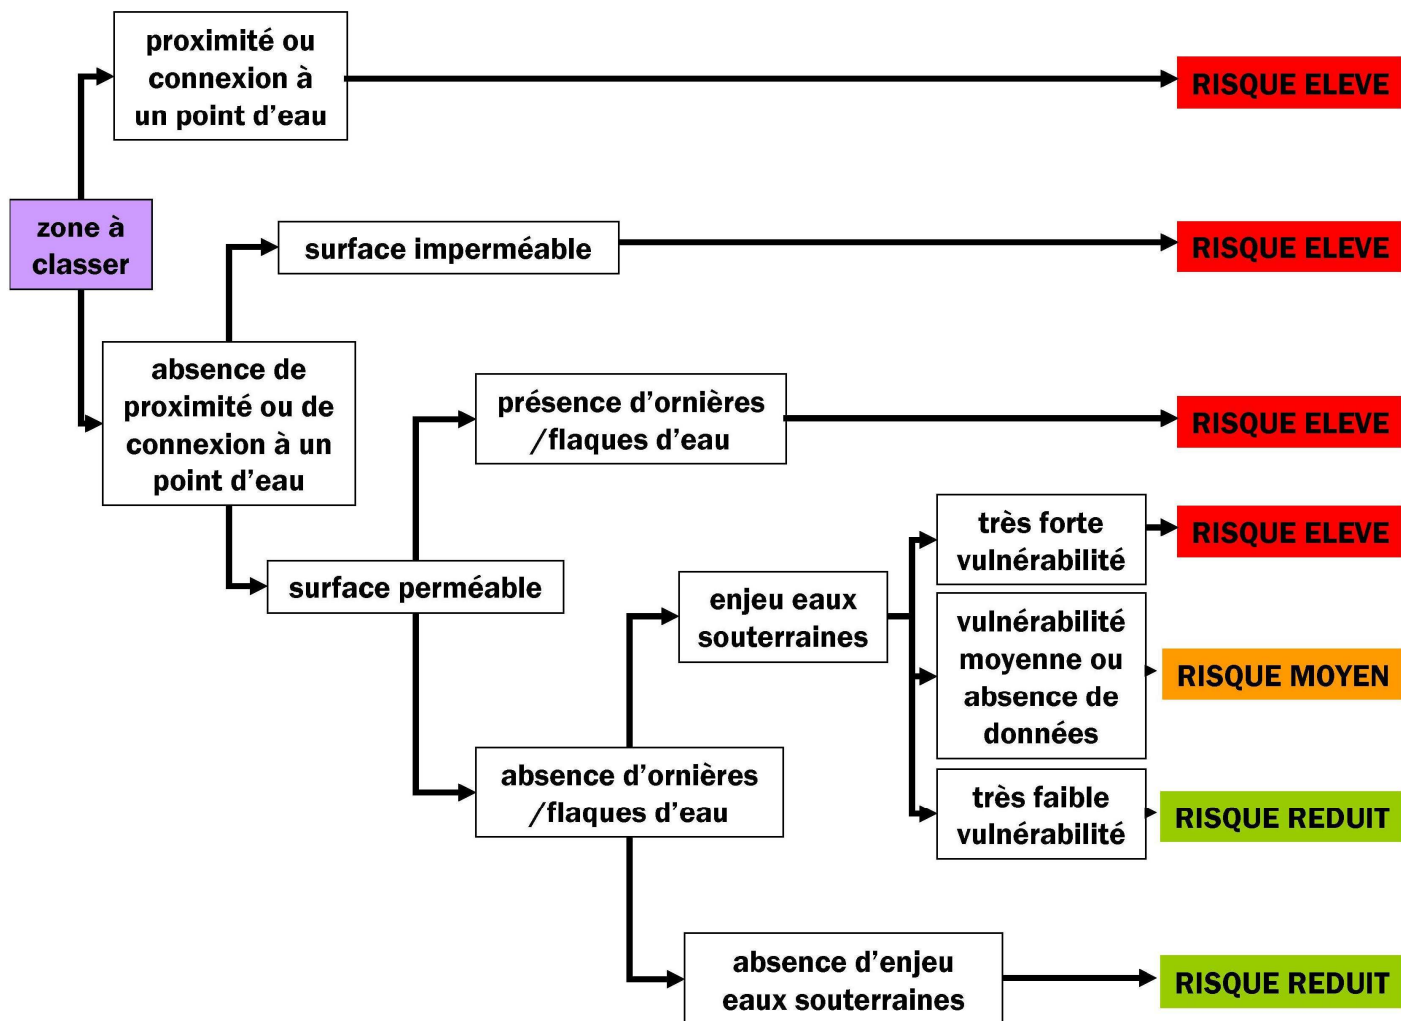 proximité ou
connexion à
un point d’eau
RISQUE ELEVE
zone à
classer
surface imperméable
RISQUE ELEVE
absence de
proximité ou de
connexion à un
point d’eau
présence d’ornières
/flaques d’eau
RISQUE ELEVE
surface perméable
enjeu eaux
souterraines
très forte
vulnérabilité
RISQUE ELEVE
vulnérabilité
moyenne ou
absence de
données
RISQUE MOYEN
absence d’ornières
/flaques d’eau
très faible
vulnérabilité
RISQUE REDUIT
absence d’enjeu
eaux souterraines
RISQUE REDUIT